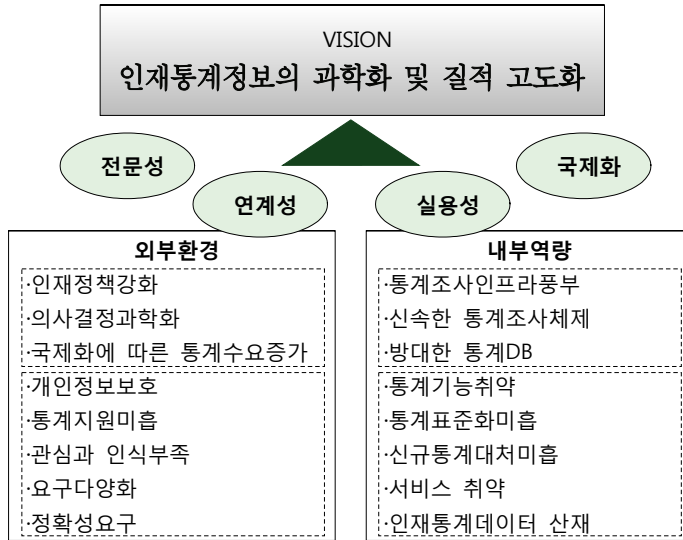 VISION
인재통계정보의 과학화 및 질적 고도화
전문성
국제화
연계성
실용성
외부환경
·인재정책강화
·의사결정과학화
·국제화에 따른 통계수요증가
·개인정보보호
·통계지원미흡
·관심과 인식부족
·요구다양화
·정확성요구
내부역량
·통계조사인프라풍부
·신속한 통계조사체제
·방대한 통계DB
·통계기능취약
·통계표준화미흡
·신규통계대처미흡
·서비스 취약
·인재통계데이터 산재